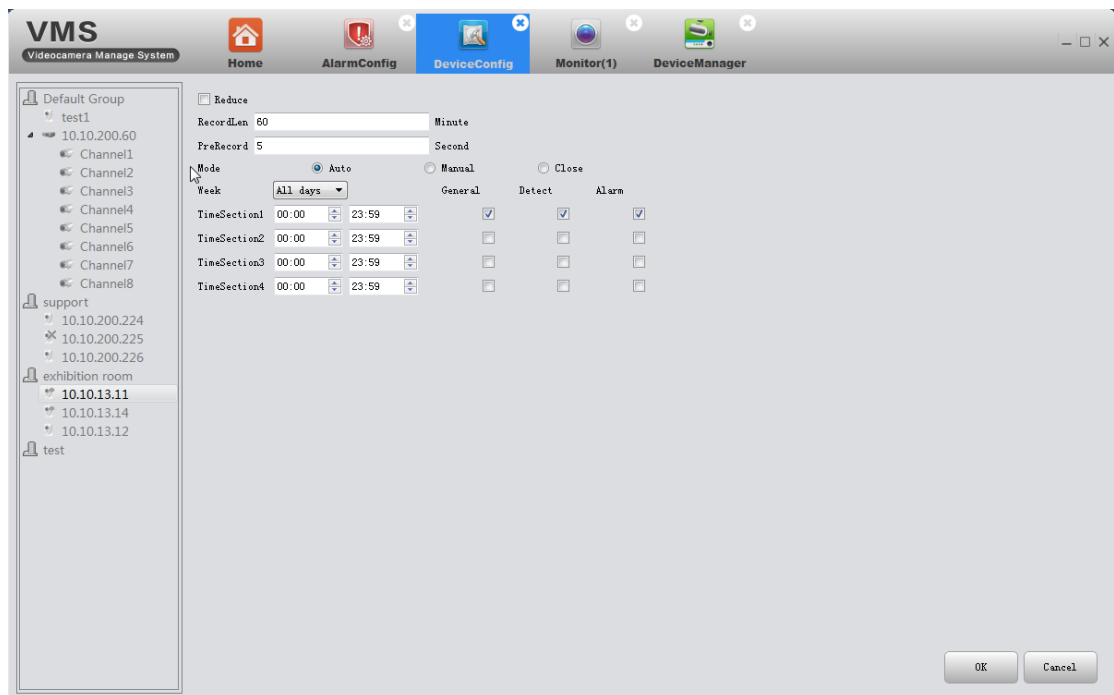 VMS
Videocamera Manage System
Home
AlarmConfig
DeviceConfig
Monitor(1)
DeviceManager
Default Group
test1
10.10.200.60
Channel1
Channel2
Channel3
Channel4
Channel5
Channel6
Channel7
Channel8
support
10.10.200.224
10.10.200.225
10.10.200.226
exhibition room
10.10.13.11
10.10.13.14
10.10.13.12
test
Reduce
RecordLen 60 Minute
PreRecord 5 Second
Mode Auto Manual Close
Week All days General Detect Alarm
TimeSection1 00:00 23:59
TimeSection2 00:00 23:59
TimeSection3 00:00 23:59
TimeSection4 00:00 23:59
OK Cancel